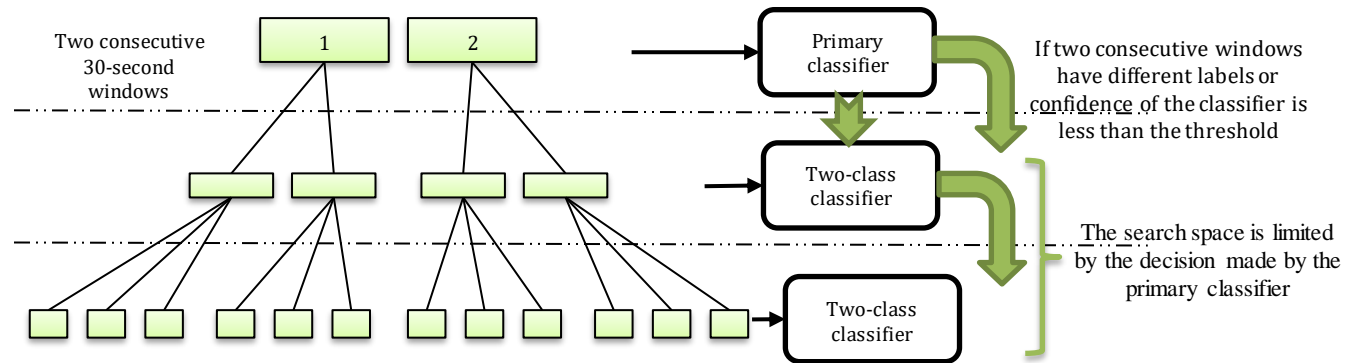 Two consecutive
30-second
windows
1
2
Primary
classifier
If two consecutive windows
have different labels or
confidence of the classifier is
less than the threshold
Two-class
classifier
The search space is limited
by the decision made by the
primary classifier
Two-class
classifier